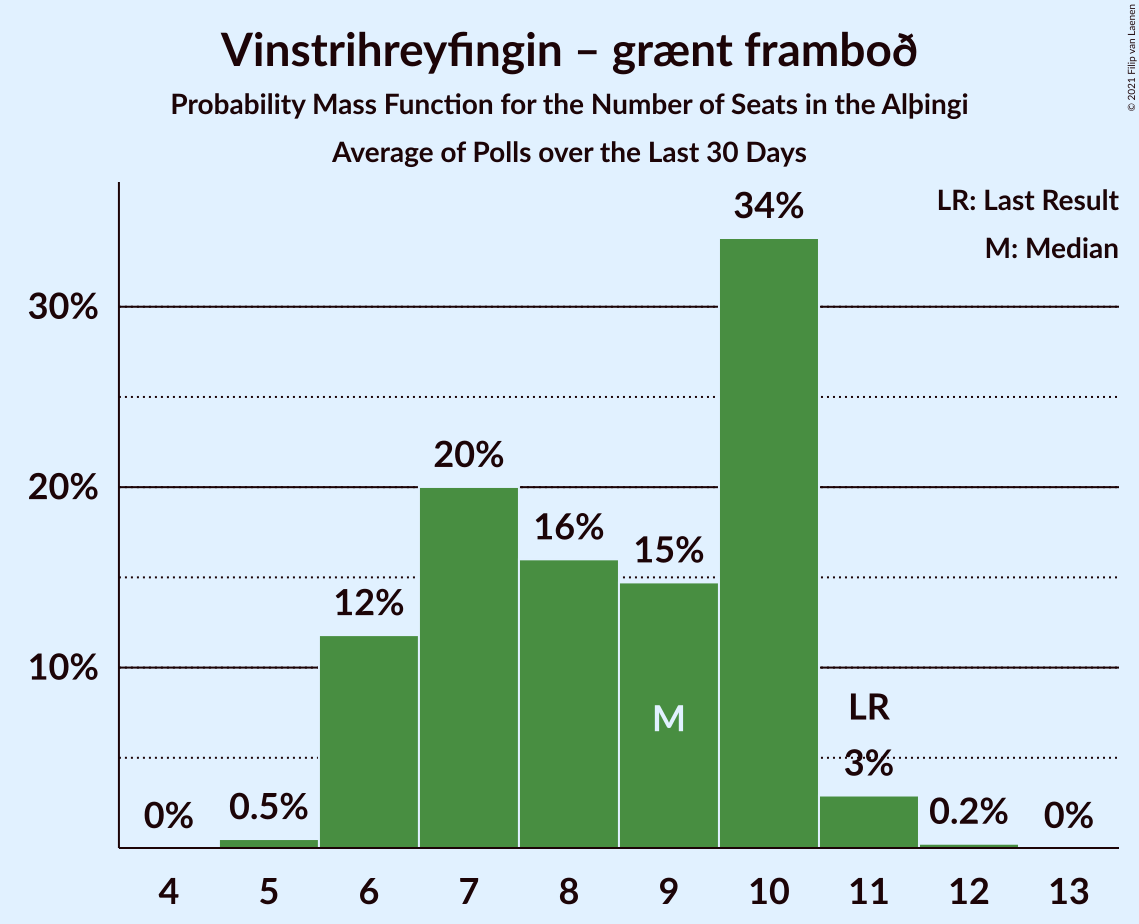 Vinstrihreyfingin – grænt framboð
Probability Mass Function for the Number of Seats in the Alþingi
Average of Polls over the Last 30 Days
© 2021 Filip van Laenen
LR: Last Result
M: Median
34%
30%
20%
20%
16%
15%
12%
10%
M
LR
3%
0%
0.5%
0.2%
0%
4 5 6 7 8 9 10 11 12 13